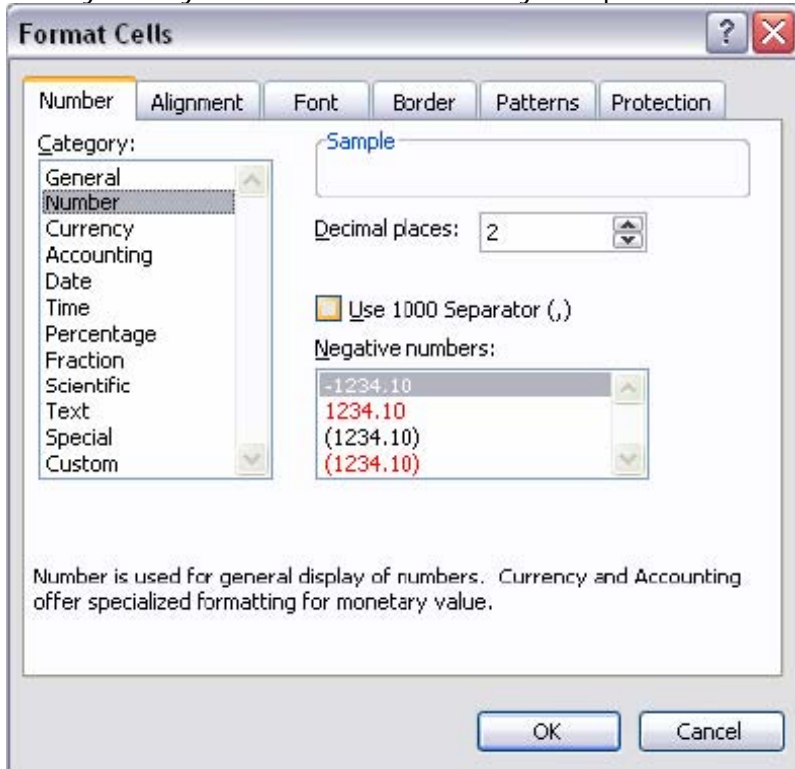 Format Cells
Number Alignment Font Border Patterns Protection
Category:
General
Number
Currency
Accounting
Date
Time
Percentage
Fraction
Scientific
Text
Special
Custom
Sample
Decimal places: 2
Use 1000 Separator (,)
Negative numbers:
-1234.10
1234.10
(1234.10)
(1234.10)
Number is used for general display of numbers. Currency and Accounting
offer specialized formatting for monetary value.
OK Cancel